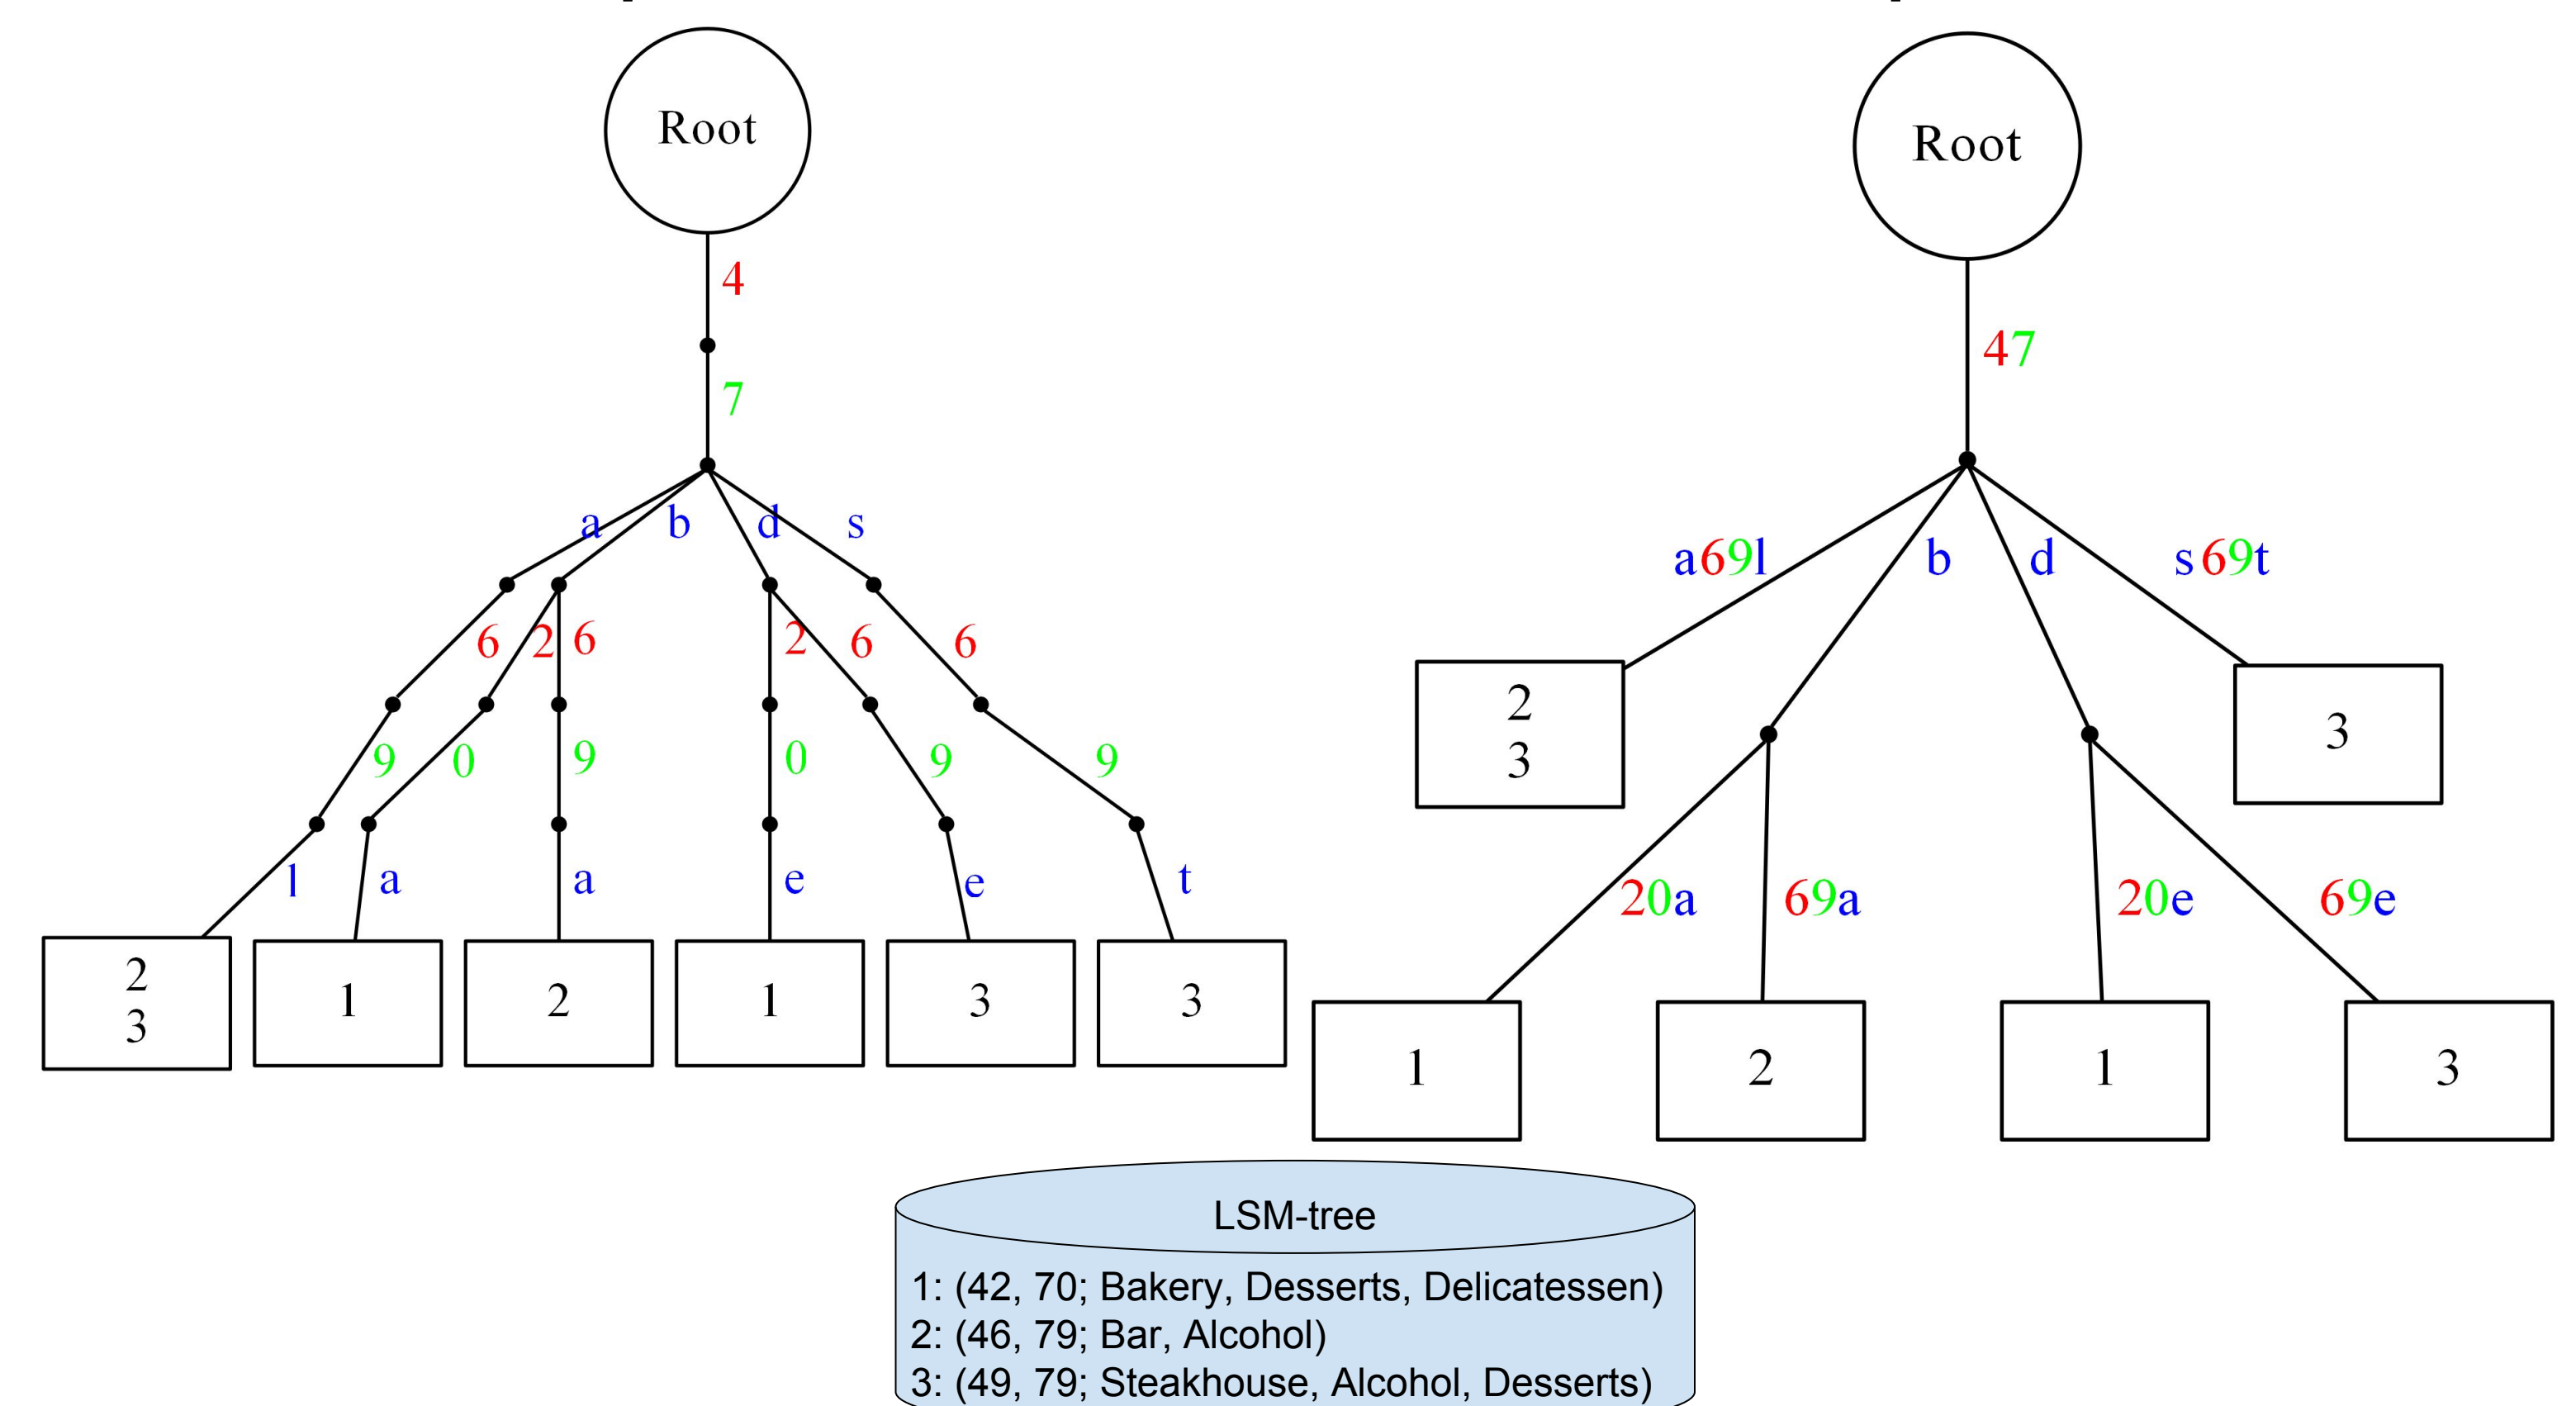 Root
4
7
a b d s
6 2 6 2 6 6
9 0 9 0 9 9
l a a e e t
2
3
1
2
1
3
3
Root
47
a69l b d s69t
2
3
3
20a 69a 20e 69e
1
2
1
3
LSM-tree
1: (42, 70; Bakery, Desserts, Delicatessen)
2: (46, 79; Bar, Alcohol)
3: (49, 79; Steakhouse, Alcohol, Desserts)